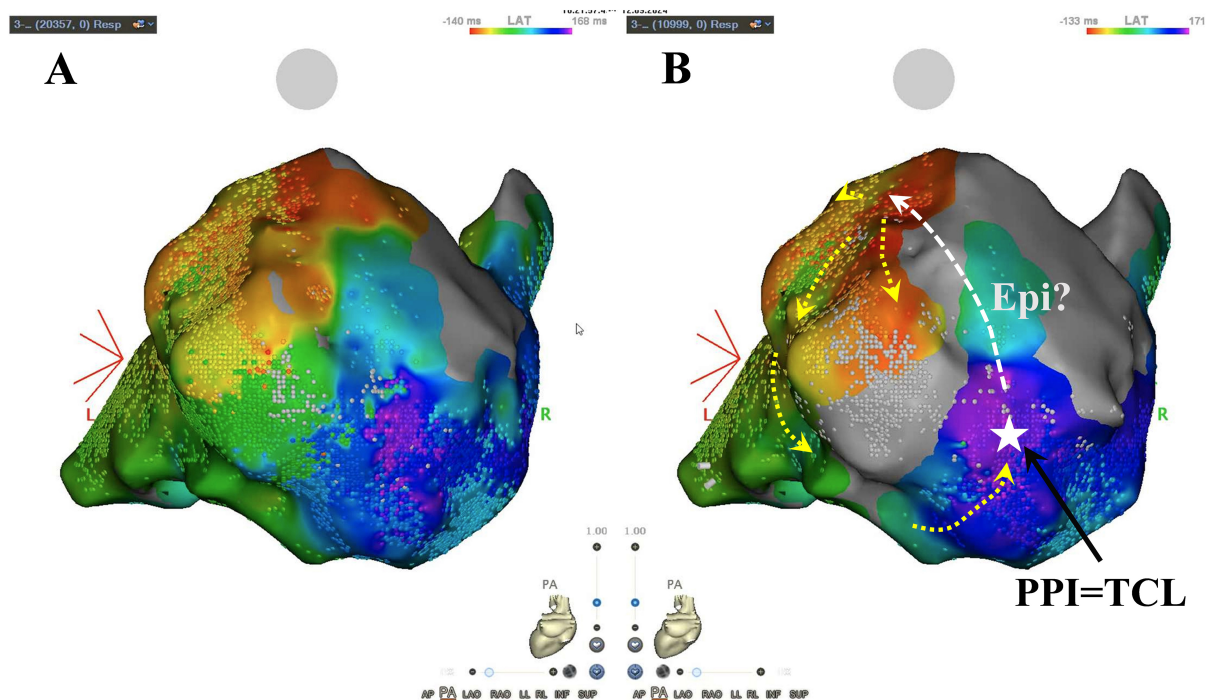 3-... (20357, 0) Resp
-140 ms LAT 168 ms
3-... (10999, 0) Resp
-133 ms LAT 171
A
B
Epi?
L
R
R
L
PPI=TCL
1.00
1.00
PA
PA
AP PA LAO RAO LL RL INF SUP
AP PA LAO RAO LL RL INF SUP